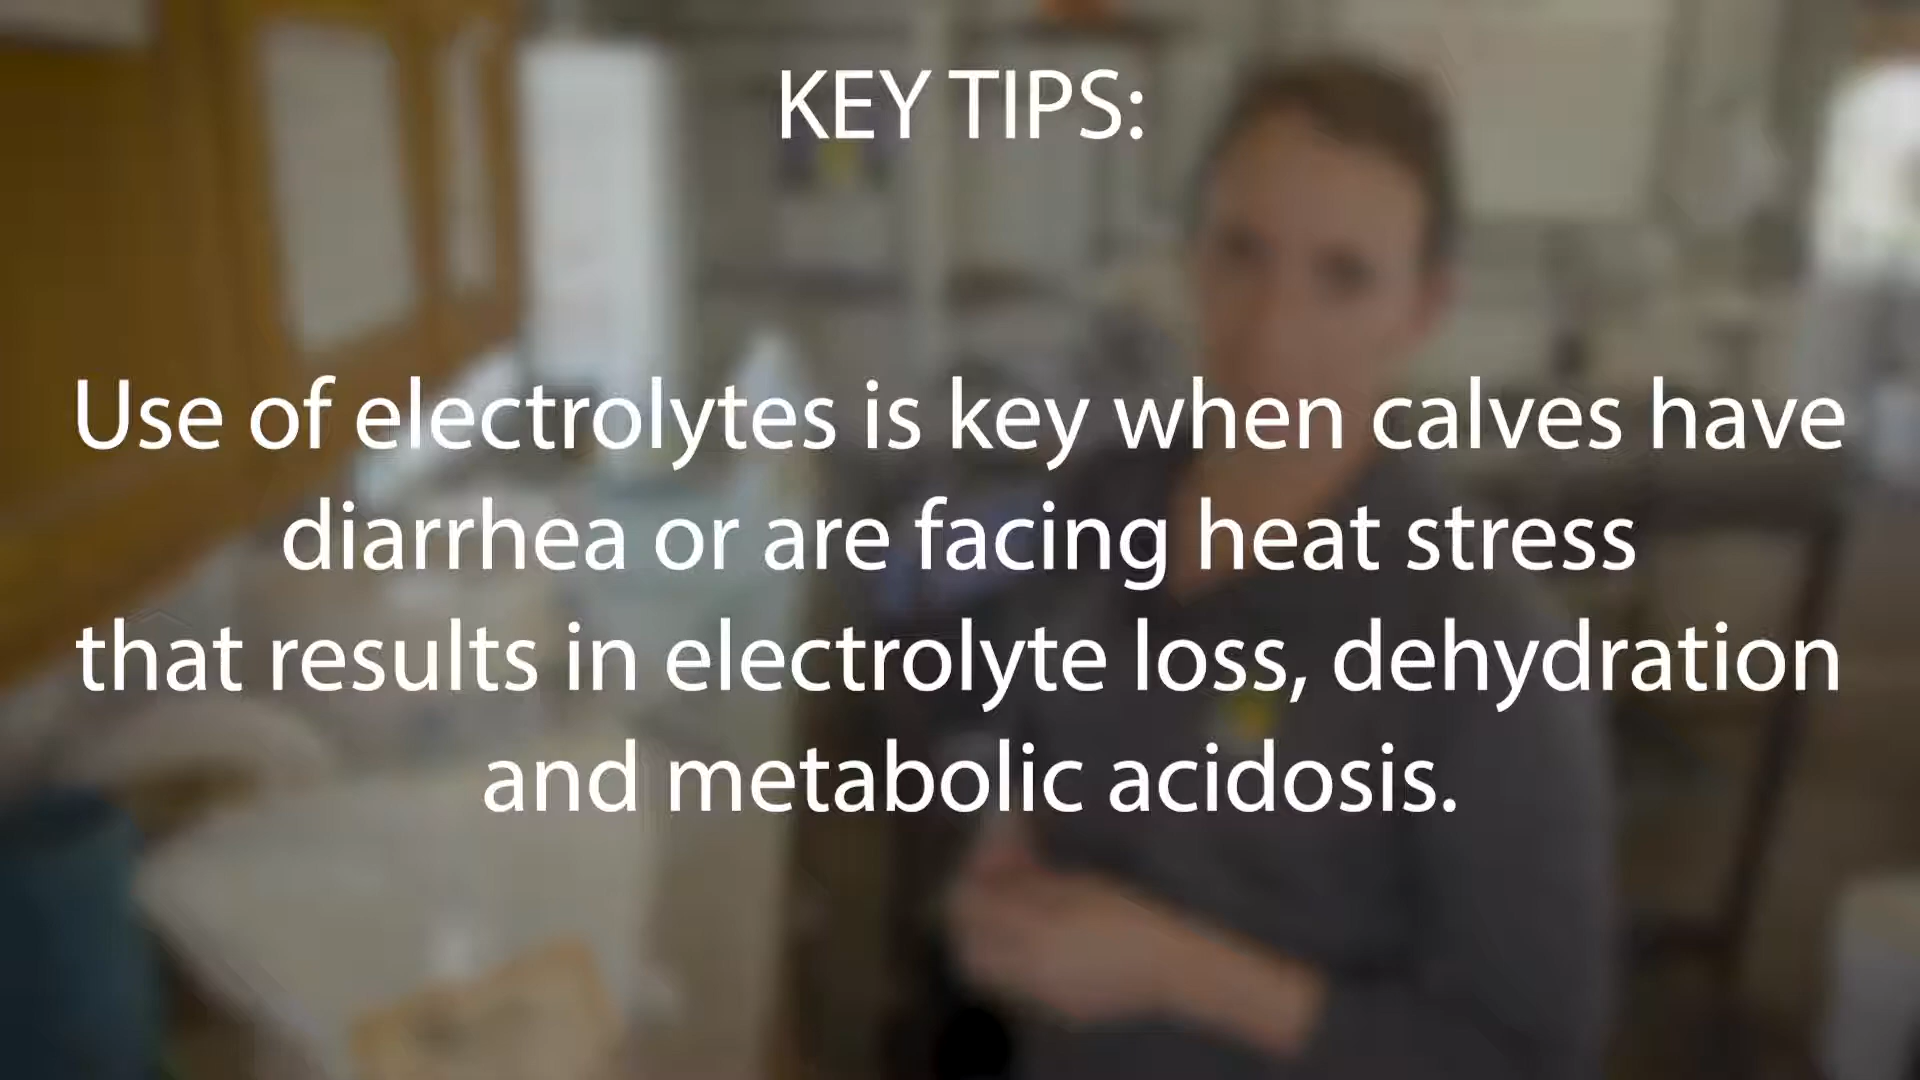 KEY TIPS:
Use of electrolytes is key when calves have
diarrhea or are facing heat stress
that results in electrolyte loss, dehydration
and metabolic acidosis.